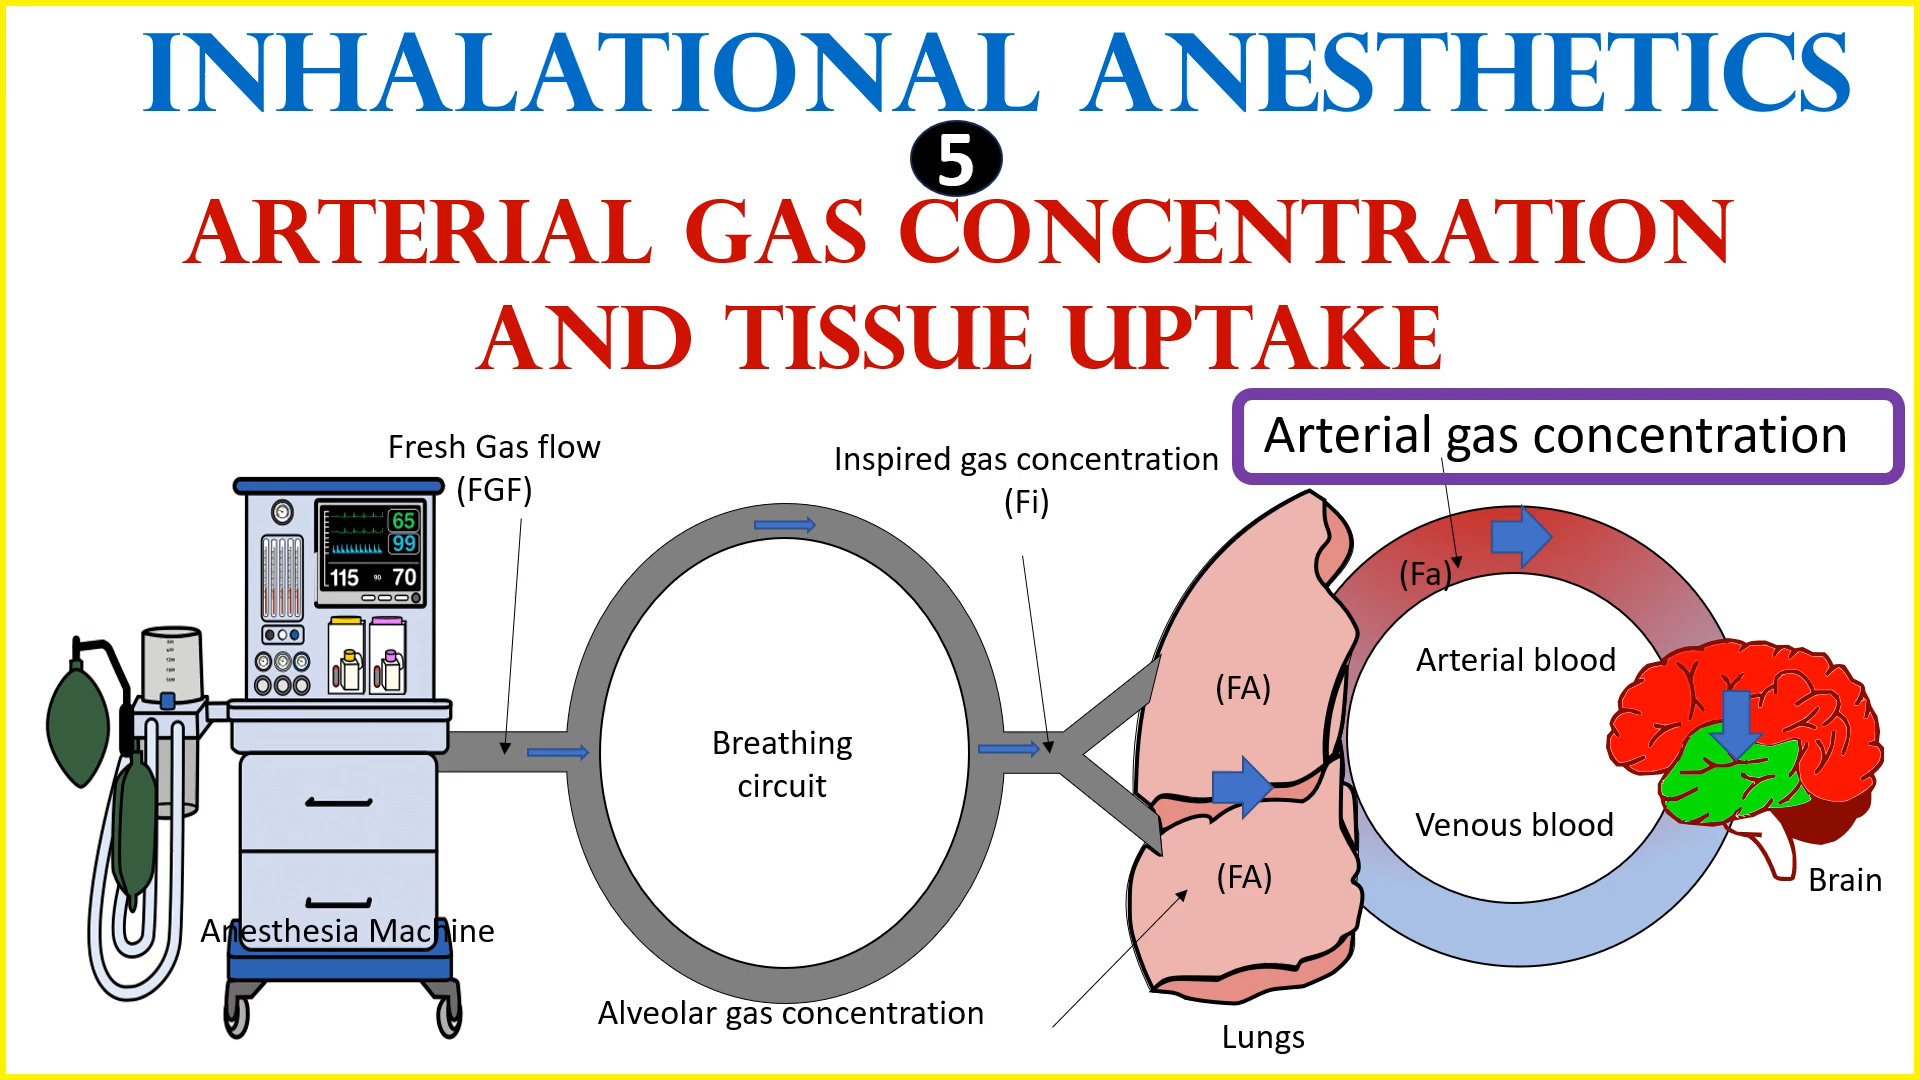 INHALATIONAL ANESTHETICS
5
ARTERIAL GAS CONCENTRATION
AND TISSUE UPTAKE
Arterial gas concentration
Fresh Gas flow
(FGF)
Inspired gas concentration
(Fi)
65
99
115 90 70
(Fa)
Arterial blood
(FA)
Breathing
circuit
Venous blood
(FA)
Brain
Anesthesia Machine
Alveolar gas concentration
Lungs